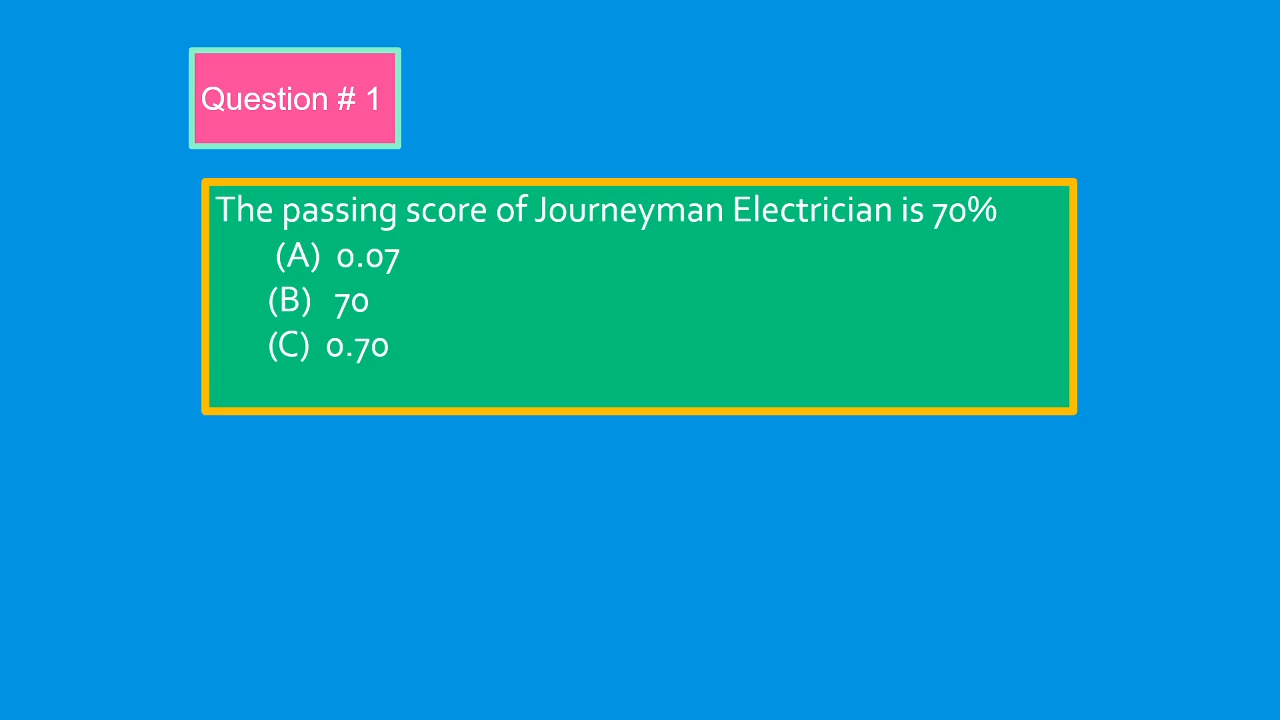 Question # 1
The passing score of Journeyman Electrician is 70%
(A) 0.07
(B) 70
(C) 0.70